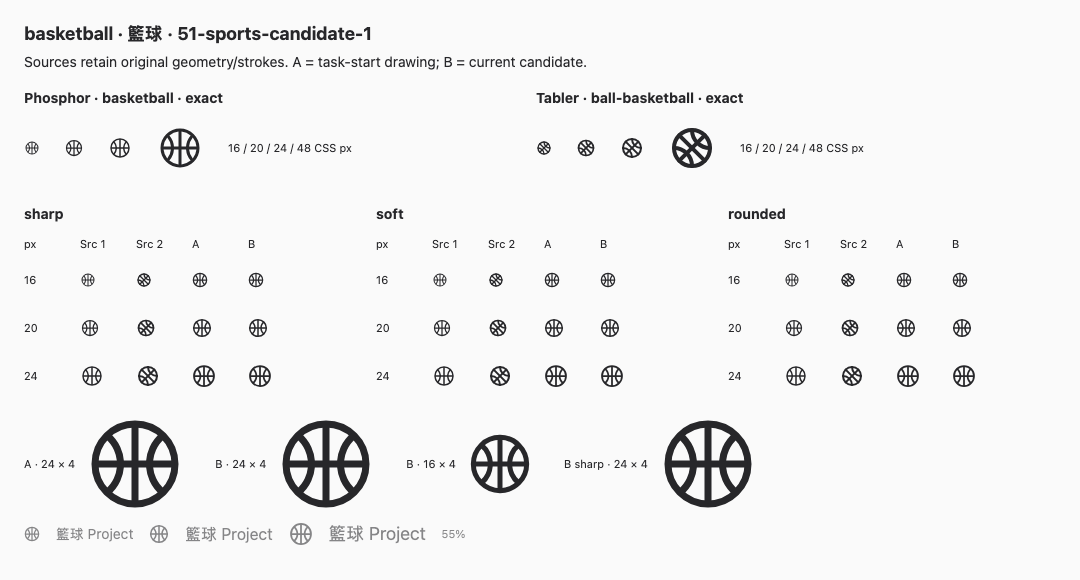 basketball · 籃球 · 51-sports-candidate-1
Sources retain original geometry/strokes. A = task-start drawing; B = current candidate.
Phosphor · basketball · exact
Tabler · ball-basketball · exact
16 / 20 / 24 / 48 CSS px
16 / 20 / 24 / 48 CSS px
sharp
soft
rounded
px Src 1 Src 2 A B
px Src 1 Src 2 A B
px Src 1 Src 2 A B
16
16
16
20
20
20
24
24
24
A · 24 × 4
B · 24 × 4
B · 16 × 4
B sharp · 24 × 4
籃球 Project
籃球 Project
籃球 Project
55%